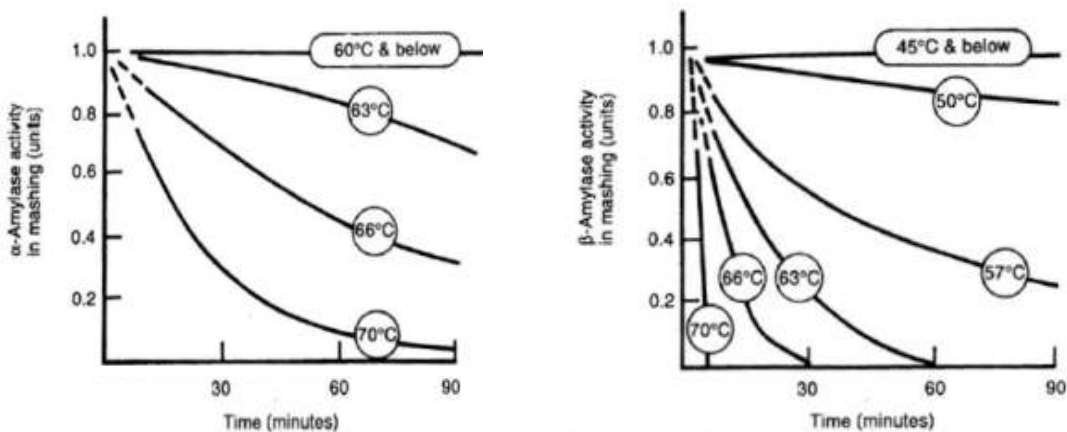 α-Amylase activity
in mashing (units)
1.0
0.8
0.6
0.4
0.2
60°C & below
63°C
66°C
70°C
30
60
90
Time (minutes)
β-Amylase activity
in mashing (units)
1.0
0.8
0.6
0.4
0.2
45°C & below
50°C
57°C
66°C
63°C
70°C
30
60
90
Time (minutes)